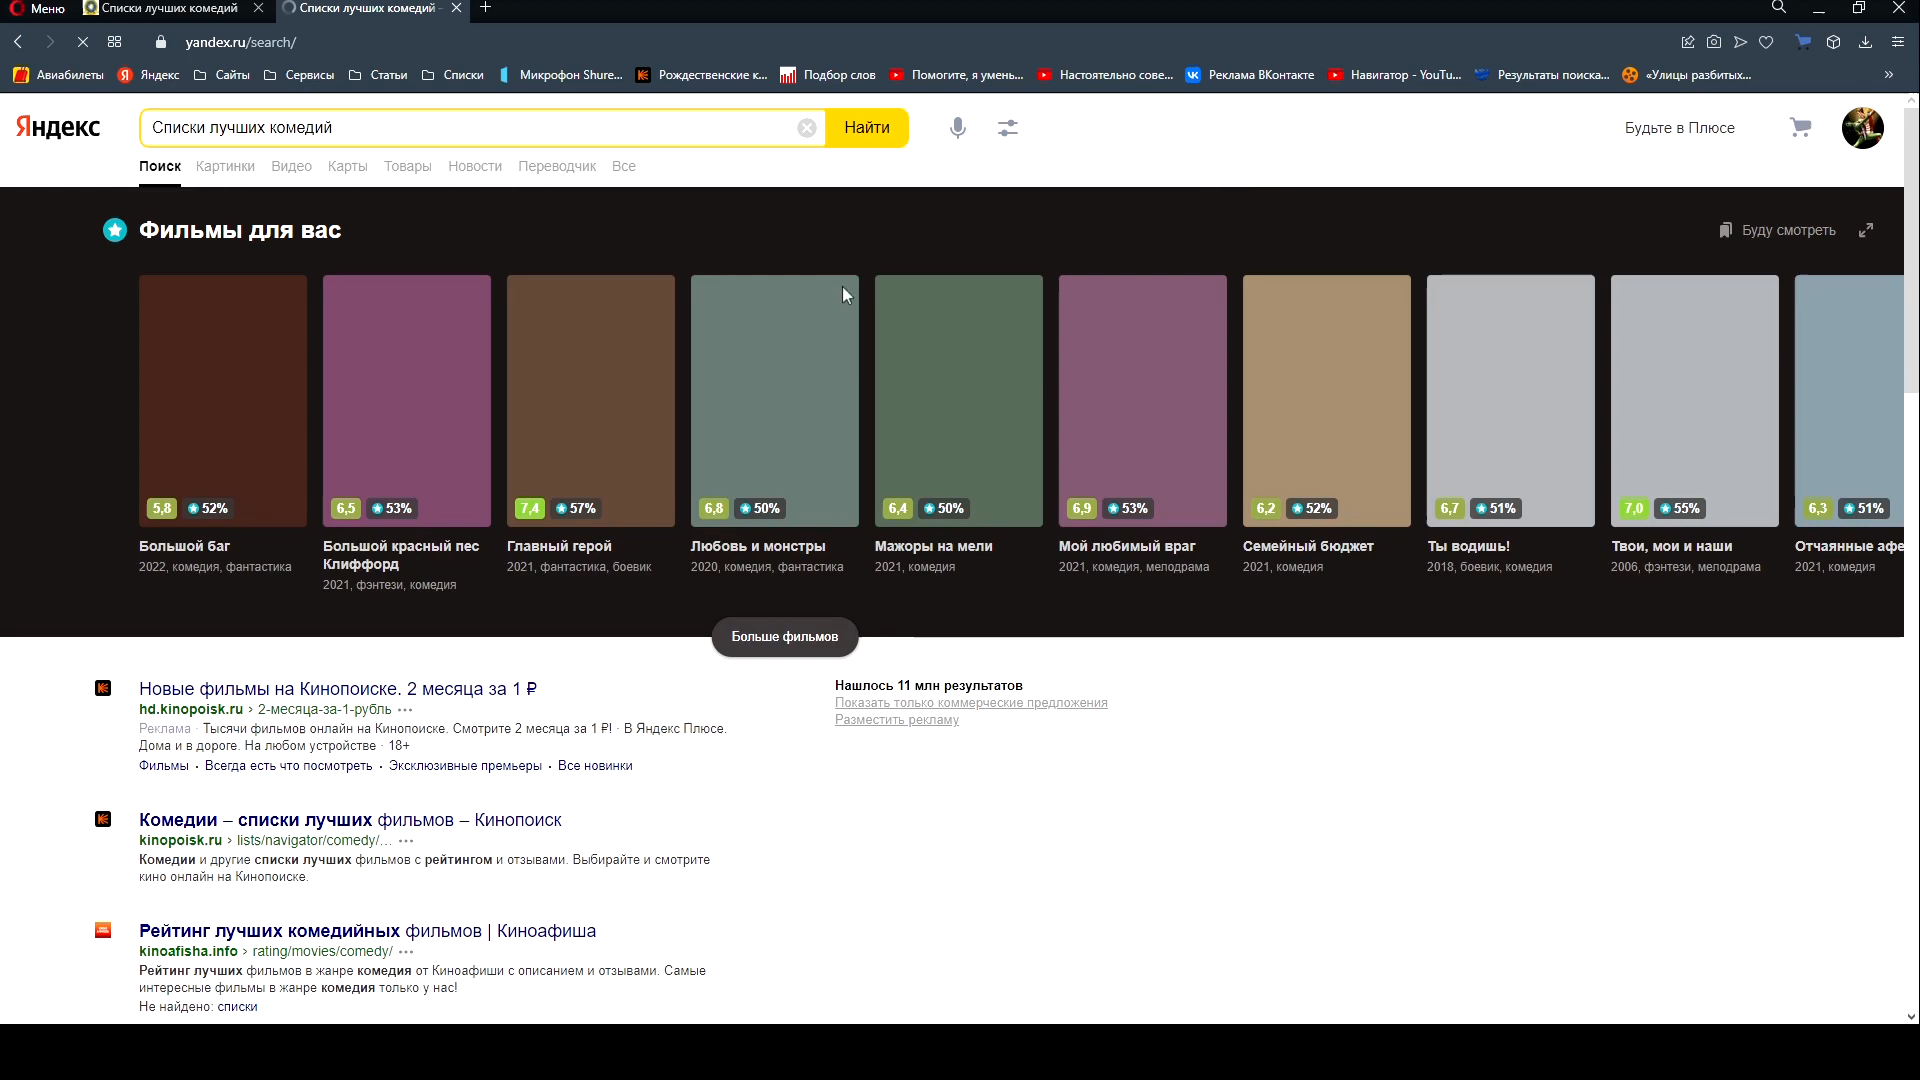 Меню
Списки лучших комедий
Списки лучших комедий -
yandex.ru/search/
Авиабилеты
Яндекс
Сайты
Сервисы
Статьи
Списки
Микрофон Shure...
Рождественские к...
Подбор слов
Помогите, я умень...
Настоятельно сове...
Реклама ВКонтакте
Навигатор - YouTu...
Результаты поиска...
«Улицы разбитых...
»
Яндекс
Списки лучших комедий
Найти
Будьте в Плюсе
Поиск Картинки Видео Карты Товары Новости Переводчик Все
Фильмы для вас
Буду смотреть
5,8 52%
6,5 53%
7,4 57%
6,8 50%
6,4 50%
6,9 53%
6,2 52%
6,7 51%
7,0 55%
6,3 51%
Большой баг
2022, комедия, фантастика
Большой красный пес
Клиффорд
2021, фэнтези, комедия
Главный герой
2021, фантастика, боевик
Любовь и монстры
2020, комедия, фантастика
Мажоры на мели
2021, комедия
Мой любимый враг
2021, комедия, мелодрама
Семейный бюджет
2021, комедия
Ты водишь!
2018, боевик, комедия
Твои, мои и наши
2006, фэнтези, мелодрама
Отчаянные афе
2021, комедия
Больше фильмов
Новые фильмы на Кинопоиске. 2 месяца за 1 ₽
hd.kinopoisk.ru › 2-месяца-за-1-рубль ···
Реклама · Тысячи фильмов онлайн на Кинопоиске. Смотрите 2 месяца за 1 ₽! · В Яндекс Плюсе.
Дома и в дороге. На любом устройстве · 18+
Фильмы · Всегда есть что посмотреть · Эксклюзивные премьеры · Все новинки
Нашлось 11 млн результатов
Показать только коммерческие предложения
Разместить рекламу
Комедии – списки лучших фильмов – Кинопоиск
kinopoisk.ru › lists/navigator/comedy/... ···
Комедии и другие списки лучших фильмов с рейтингом и отзывами. Выбирайте и смотрите
кино онлайн на Кинопоиске.
Рейтинг лучших комедийных фильмов | Киноафиша
kinoafisha.info › rating/movies/comedy/ ···
Рейтинг лучших фильмов в жанре комедия от Киноафиши с описанием и отзывами. Самые
интересные фильмы в жанре комедия только у нас!
Не найдено: списки